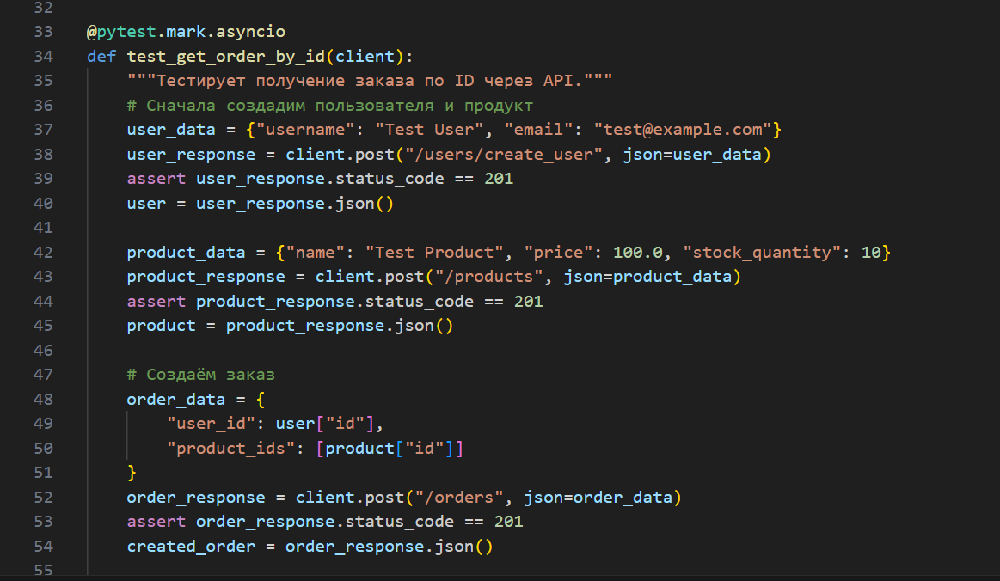 32
33 @pytest.mark.asyncio
34 def test_get_order_by_id(client):
35     """Тестирует получение заказа по ID через API."""
36     # Сначала создадим пользователя и продукт
37     user_data = {"username": "Test User", "email": "test@example.com"}
38     user_response = client.post("/users/create_user", json=user_data)
39     assert user_response.status_code == 201
40     user = user_response.json()
41
42     product_data = {"name": "Test Product", "price": 100.0, "stock_quantity": 10}
43     product_response = client.post("/products", json=product_data)
44     assert product_response.status_code == 201
45     product = product_response.json()
46
47     # Создаём заказ
48     order_data = {
49         "user_id": user["id"],
50         "product_ids": [product["id"]]
51     }
52     order_response = client.post("/orders", json=order_data)
53     assert order_response.status_code == 201
54     created_order = order_response.json()
55